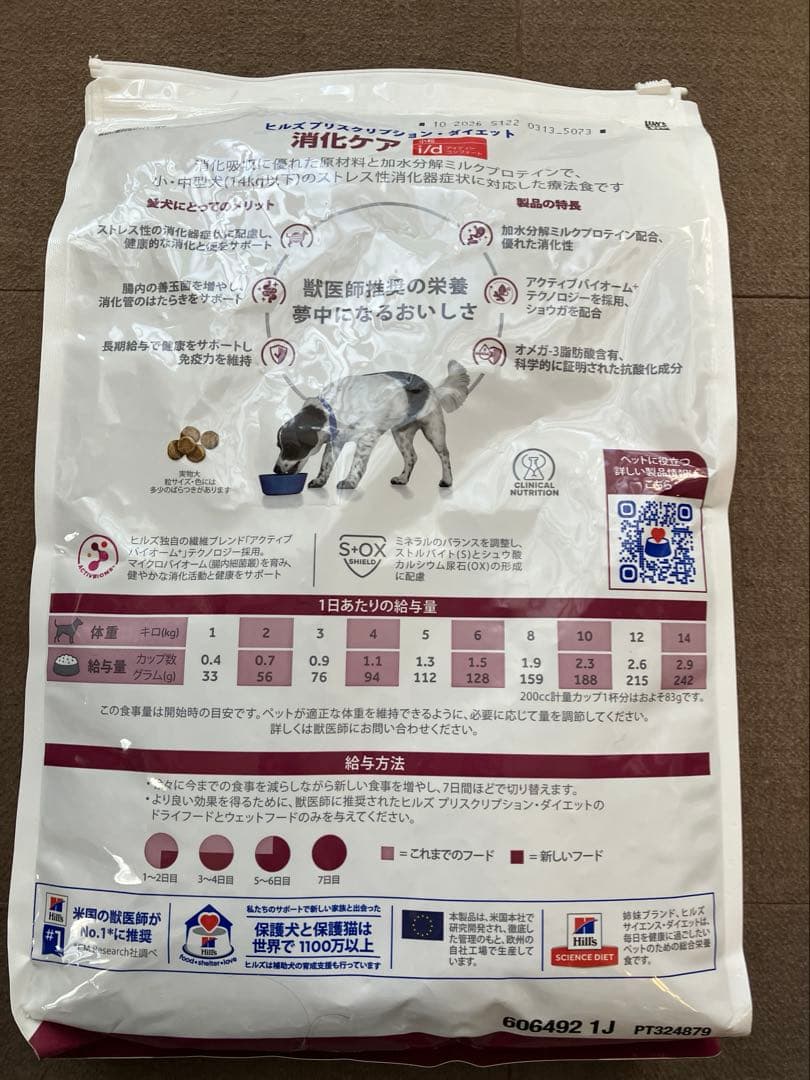 10 2026 S122 0313_5073
ヒルズ プリスクリプション・ダイエット
消化ケア i/d
消化吸収に優れた原材料と加水分解ミルクプロテインで、
小・中型犬(14kg以下)のストレス性消化器症状に対応した療法食です
愛犬にとってのメリット
ストレス性の消化器症状に配慮し、
健康的な消化と便をサポート
腸内の善玉菌を増やし、
消化管のはたらきをサポート
長期給与で健康をサポートし
免疫力を維持
製品の特長
加水分解ミルクプロテイン配合、
優れた消化性
アクティブバイオーム+
テクノロジーを採用、
ショウガを配合
オメガ-3脂肪酸含有、
科学的に証明された抗酸化成分
獣医師推奨の栄養
夢中になるおいしさ
実物大
粒サイズ・色には
多少のばらつきがあります
CLINICAL
NUTRITION
ペットに役立つ
詳しい製品情報は
こちら
ヒルズ独自の繊維ブレンド「アクティブ
バイオーム+」テクノロジー採用。
マイクロバイオーム(腸内細菌叢)を育み、
健やかな消化活動と健康をサポート
S+OX
SHIELD
ミネラルのバランスを調整し、
ストルバイト(S)とシュウ酸
カルシウム尿石(OX)の形成
に配慮
1日あたりの給与量
体重 キロ(kg) 1 2 3 4 5 6 8 10 12 14
給与量 カップ数 0.4 0.7 0.9 1.1 1.3 1.5 1.9 2.3 2.6 2.9
グラム(g) 33 56 76 94 112 128 159 188 215 242
200cc計量カップ1杯分はおよそ83gです。
この食事量は開始時の目安です。ペットが適正な体重を維持できるように、必要に応じて量を調節してください。
詳しくは獣医師にお問い合わせください。
給与方法
々に今までの食事を減らしながら新しい食事を増やし、7日間ほどで切り替えます。
・より良い効果を得るために、獣医師に推奨されたヒルズ プリスクリプション・ダイエットの
ドライフードとウェットフードのみを与えてください。
1〜2日目 3〜4日目 5〜6日目 7日目
=これまでのフード =新しいフード
Hill's
#1
米国の獣医師が
No.1*に推奨
Research社調べ
Hill's
food・shelter・love
私たちのサポートで新しい家族と出会った
保護犬と保護猫は
世界で 1100万以上
ヒルズは補助犬の育成支援も行っています
本製品は、米国本社で
研究開発され、徹底し
た管理のもと、欧州の
自社工場で生産して
います。
Hill's
SCIENCE DIET
姉妹ブランド、ヒルズ
サイエンス・ダイエットは、
毎日を健康に過ごしたい
ペットのための総合栄養
食です。
606492 1J PT324879